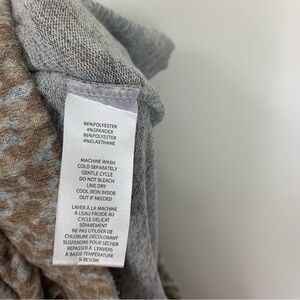 96%POLYESTER
4%SPANDEX
96%POLYESTER
4%ELASTHANE
MACHINE WASH
COLD SEPARATELY
GENTLE CYCLE
DO NOT BLEACH
LINE DRY
COOL IRON INSIDE
OUT IF NEEDED
LAVER À LA MACHINE
À L'EAU FROIDE AU
CYCLE DÉLICAT
SÉPARÉMENT
NE PAS UTILISER DE
CHLORURE DÉCOLORANT
SUSPENDRE POUR SÉCHER
REPASSER À L'ENVERS
À BASSE TEMPÉRATURE
SI BESOIN